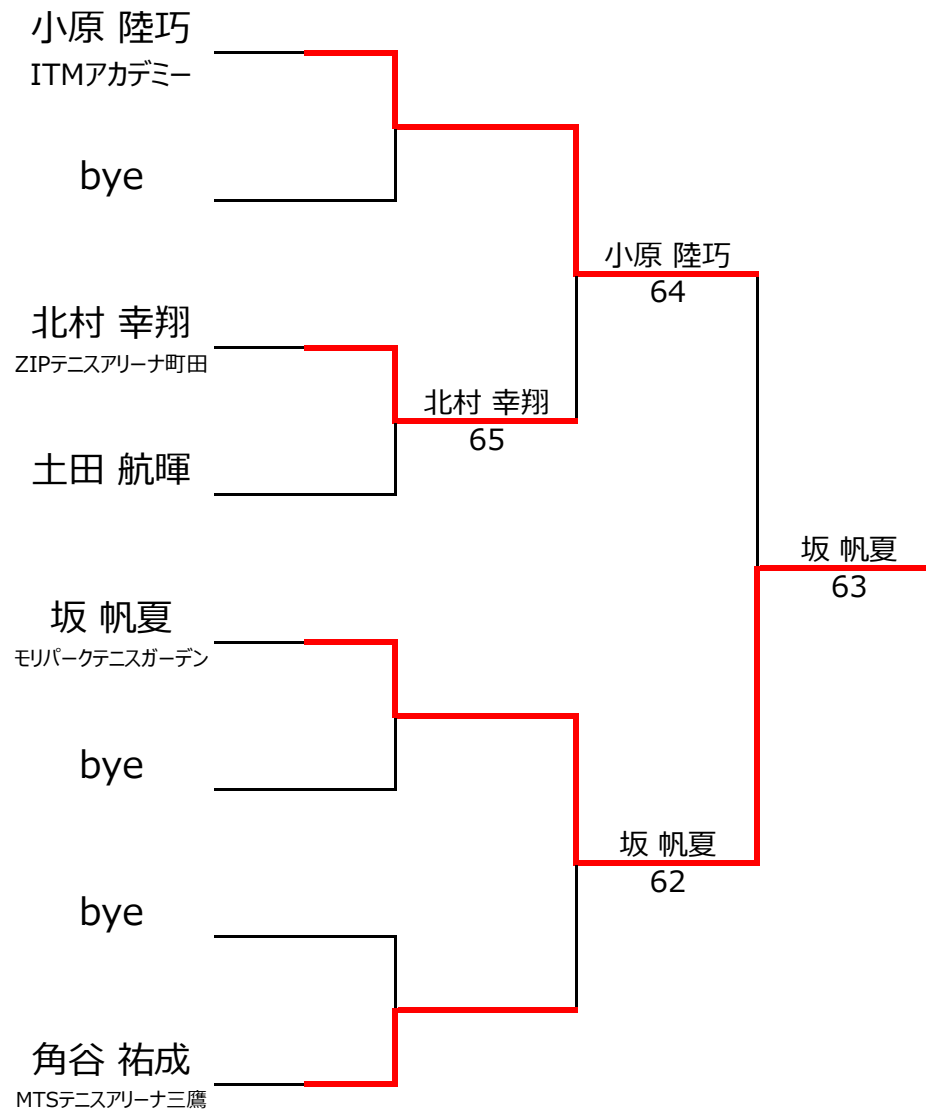 小原 陸巧
ITMアカデミー
bye
北村 幸翔
ZIPテニスアリーナ町田
土田 航暉
坂 帆夏
モリパークテニスガーデン
bye
bye
角谷 祐成
MTSテニスアリーナ三鷹
北村 幸翔
65
小原 陸巧
64
坂 帆夏
62
坂 帆夏
63